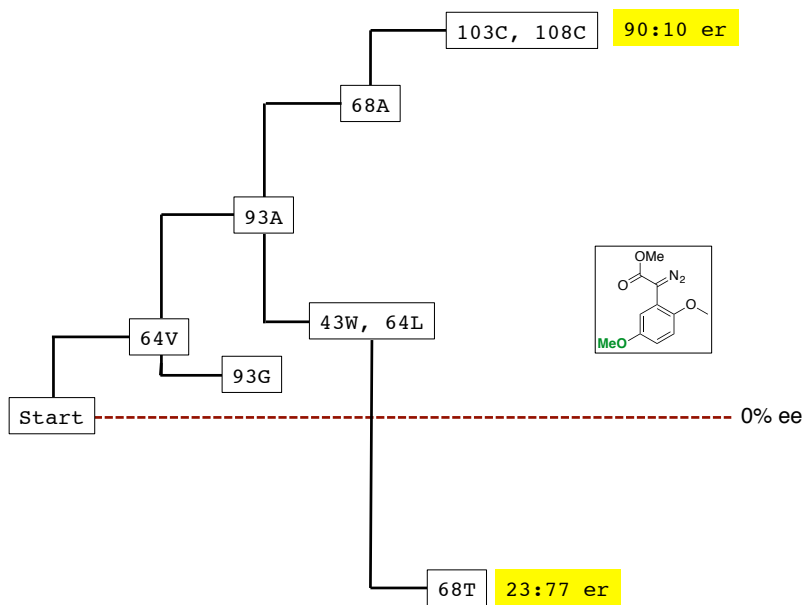 103C, 108C
90:10 er
68A
93A
OMe
N2
O
O
MeO
43W, 64L
64V
93G
Start
0% ee
68T
23:77 er